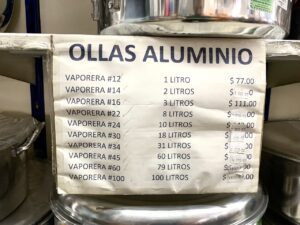 OLLAS ALUMINIO
VAPORERA #12 1 LITRO $ 77.00
VAPORERA #14 2 LITROS $
VAPORERA #16 3 LITROS $ 111.00
VAPORERA #22 8 LITROS $
VAPORERA #24 10 LITROS $
VAPORERA #30 18 LITROS $
VAPORERA #34 31 LITROS $
VAPORERA #45 60 LITROS $
VAPORERA #60 79 LITROS $
VAPORERA #100 100 LITROS $